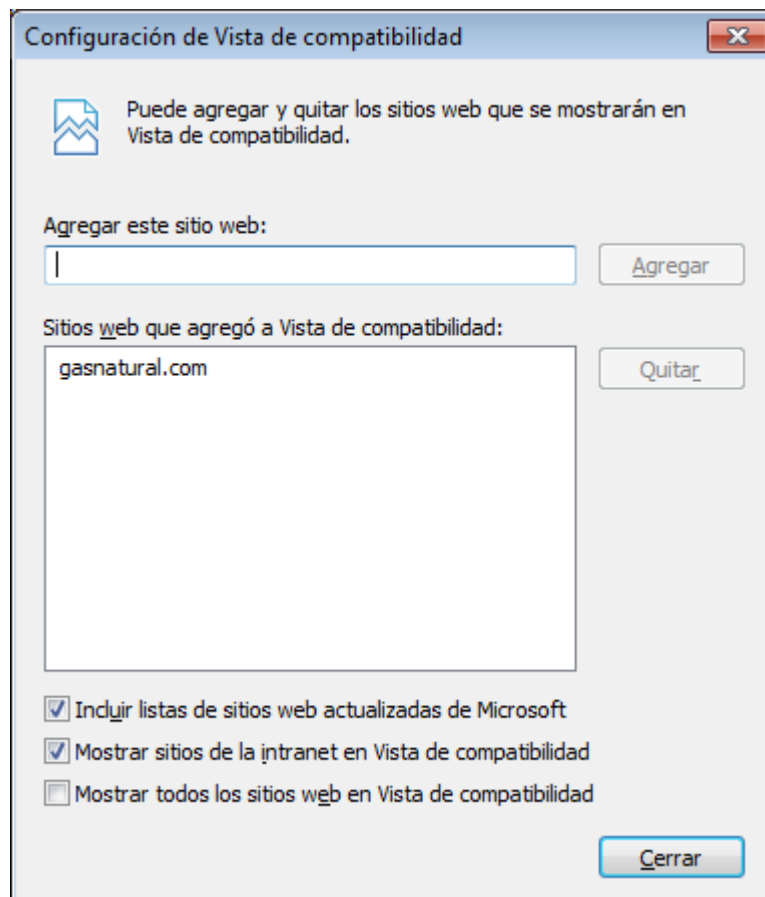 Configuración de Vista de compatibilidad
Puede agregar y quitar los sitios web que se mostrarán en
Vista de compatibilidad.
Agregar este sitio web:
Agregar
Sitios web que agregó a Vista de compatibilidad:
gasnatural.com
Quitar
Incluir listas de sitios web actualizadas de Microsoft
Mostrar sitios de la intranet en Vista de compatibilidad
Mostrar todos los sitios web en Vista de compatibilidad
Cerrar